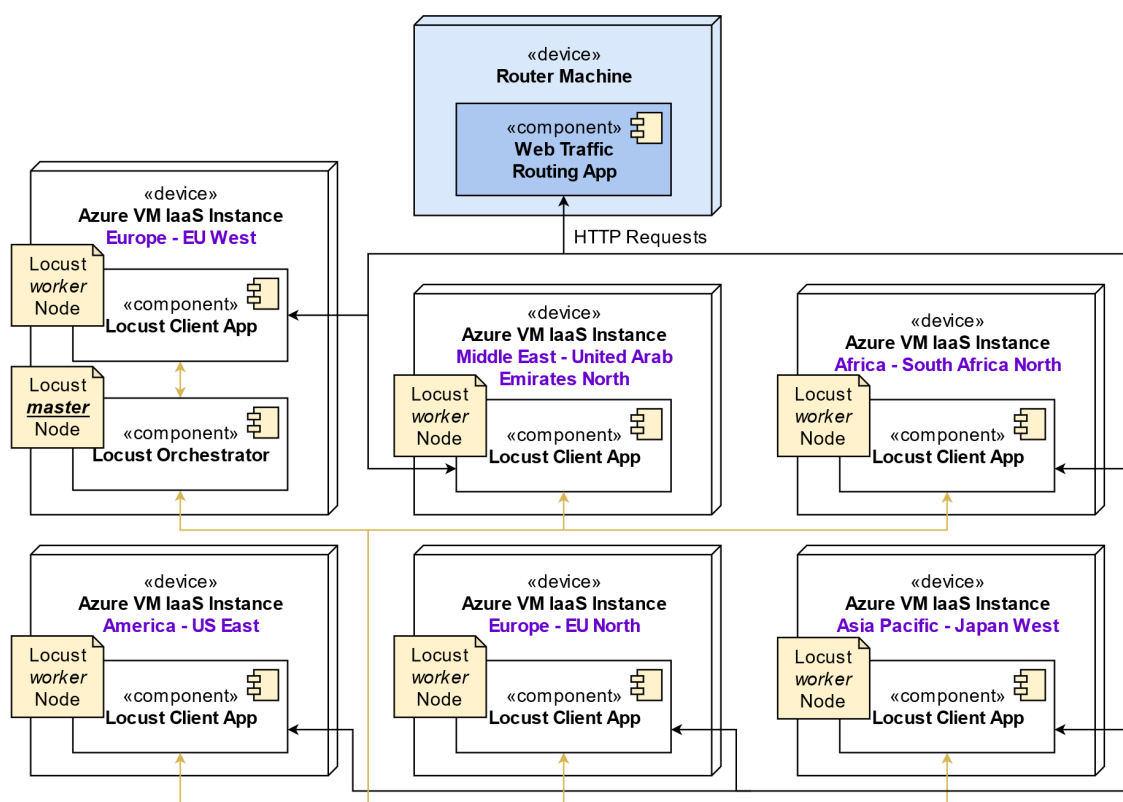 «device»
Router Machine
«component»
Web Traffic
Routing App
HTTP Requests
«device»
Azure VM IaaS Instance
Europe - EU West
Locust
worker
Node
«component»
Locust Client App
Locust
master
Node
«component»
Locust Orchestrator
«device»
Azure VM IaaS Instance
Middle East - United Arab
Emirates North
Locust
worker
Node
«component»
Locust Client App
«device»
Azure VM IaaS Instance
Africa - South Africa North
Locust
worker
Node
«component»
Locust Client App
«device»
Azure VM IaaS Instance
America - US East
Locust
worker
Node
«component»
Locust Client App
«device»
Azure VM IaaS Instance
Europe - EU North
Locust
worker
Node
«component»
Locust Client App
«device»
Azure VM IaaS Instance
Asia Pacific - Japan West
Locust
worker
Node
«component»
Locust Client App